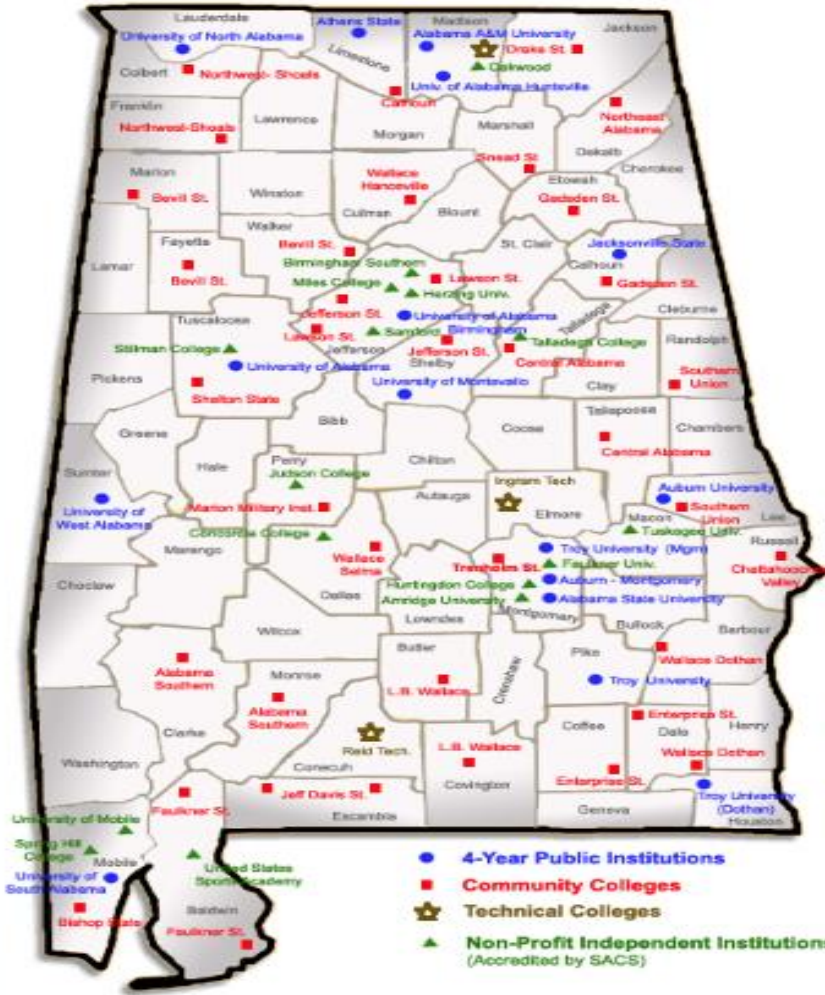 Lauderdale
University of North Alabama
Athens State
Limestone
Madison
Alabama A&M University
Drake St.
Oakwood
Univ. of Alabama Huntsville
Jackson
Colbert
Northwest- Shoals
Calhoun
Franklin
Northwest-Shoals
Lawrence
Morgan
Marshall
Northeast
Alabama
Snead St.
Dekalb
Cherokee
Marion
Bevill St.
Winston
Wallace
Hanceville
Cullman
Blount
Etowah
Gadsden St.
Walker
Lamar
Fayette
Bevill St.
Bevill St.
Birmingham Southern
Miles College
Lawson St.
Herzing Univ.
St. Clair
Jacksonville State
Calhoun
Gadsden St.
Cleburne
Jefferson St.
Lawson St.
Jefferson
Samford
University of Alabama
Birmingham
Jefferson St.
Shelby
Talladega
Talladega College
Central Alabama
Randolph
Southern
Union
Clay
Tuscaloosa
Stillman College
University of Alabama
Shelton State
Pickens
University of Montevallo
Bibb
Greene
Hale
Perry
Judson College
Chilton
Coosa
Tallapoosa
Central Alabama
Chambers
Sumter
University of
West Alabama
Marion Military Inst.
Concordia College
Autauga
Ingram Tech
Elmore
Auburn University
Southern
Union
Lee
Macon
Tuskegee Univ.
Russell
Chattahoochee
Valley
Marengo
Wallace
Selma
Dallas
Trenholm St.
Troy University (Mgm)
Faulkner Univ.
Huntingdon College
Auburn - Montgomery
Amridge University
Alabama State University
Montgomery
Choctaw
Lowndes
Bullock
Barbour
Wilcox
Alabama
Southern
Clarke
Monroe
Alabama
Southern
Butler
L.B. Wallace
Crenshaw
Pike
Troy University
Wallace Dothan
Enterprise St.
Coffee
Dale
Henry
Wallace Dothan
Enterprise St.
Washington
Reid Tech.
Conecuh
L.B. Wallace
Covington
Geneva
Troy University
(Dothan)
Houston
Faulkner St.
Jeff Davis St.
Escambia
University of Mobile
Spring Hill
College
Mobile
University of
South Alabama
Bishop State
United States
Sports Academy
Baldwin
Faulkner St.
4-Year Public Institutions
Community Colleges
Technical Colleges
Non-Profit Independent Institutions
(Accredited by SACS)